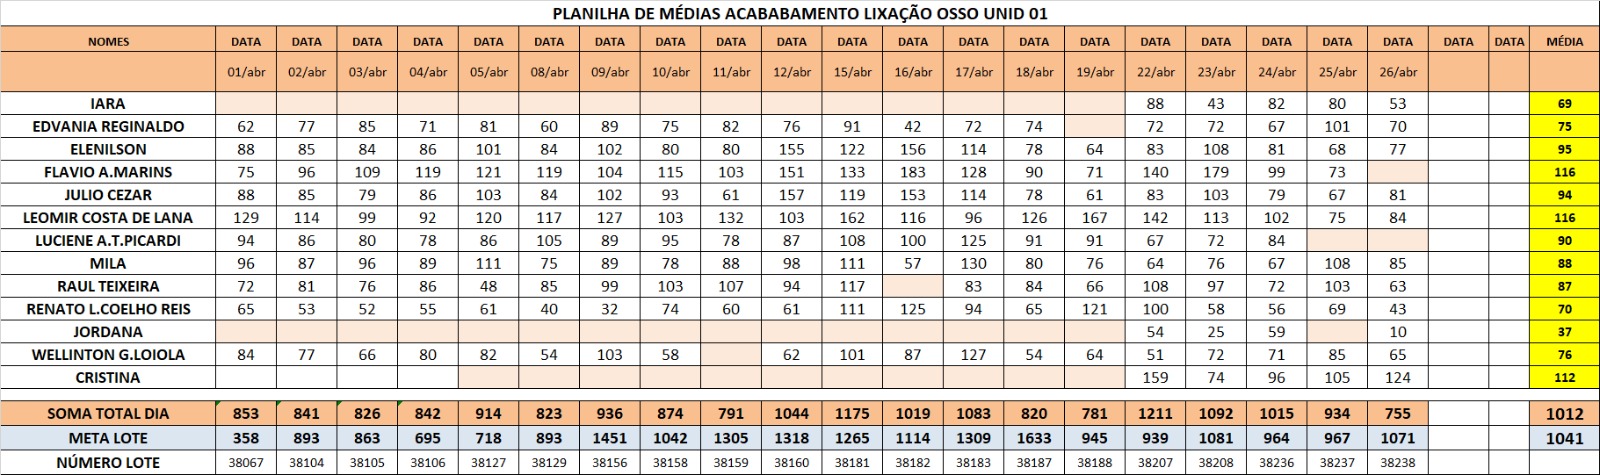 PLANILHA DE MÉDIAS ACABABAMENTO LIXAÇÃO OSSO UNID 01
NOMES DATA DATA DATA DATA DATA DATA DATA DATA DATA DATA DATA DATA DATA DATA DATA DATA DATA DATA DATA DATA DATA DATA MÉDIA
01/abr 02/abr 03/abr 04/abr 05/abr 08/abr 09/abr 10/abr 11/abr 12/abr 15/abr 16/abr 17/abr 18/abr 19/abr 22/abr 23/abr 24/abr 25/abr 26/abr
IARA 88 43 82 80 53 69
EDVANIA REGINALDO 62 77 85 71 81 60 89 75 82 76 91 42 72 74 72 72 67 101 70 75
ELENILSON 88 85 84 86 101 84 102 80 80 155 122 156 114 78 64 83 108 81 68 77 95
FLAVIO A.MARINS 75 96 109 119 121 119 104 115 103 151 133 183 128 90 71 140 179 99 73 116
JULIO CEZAR 88 85 79 86 103 84 102 93 61 157 119 153 114 78 61 83 103 79 67 81 94
LEOMIR COSTA DE LANA 129 114 99 92 120 117 127 103 132 103 162 116 96 126 167 142 113 102 75 84 116
LUCIENE A.T.PICARDI 94 86 80 78 86 105 89 95 78 87 108 100 125 91 91 67 72 84 90
MILA 96 87 96 89 111 75 89 78 88 98 111 57 130 80 76 64 76 67 108 85 88
RAUL TEIXEIRA 72 81 76 86 48 85 99 103 107 94 117 83 84 66 108 97 72 103 63 87
RENATO L.COELHO REIS 65 53 52 55 61 40 32 74 60 61 111 125 94 65 121 100 58 56 69 43 70
JORDANA 54 25 59 10 37
WELLINTON G.LOIOLA 84 77 66 80 82 54 103 58 62 101 87 127 54 64 51 72 71 85 65 76
CRISTINA 159 74 96 105 124 112
SOMA TOTAL DIA 853 841 826 842 914 823 936 874 791 1044 1175 1019 1083 820 781 1211 1092 1015 934 755 1012
META LOTE 358 893 863 695 718 893 1451 1042 1305 1318 1265 1114 1309 1633 945 939 1081 964 967 1071 1041
NÚMERO LOTE 38067 38104 38105 38106 38127 38129 38156 38158 38159 38160 38181 38182 38183 38187 38188 38207 38208 38236 38237 38238